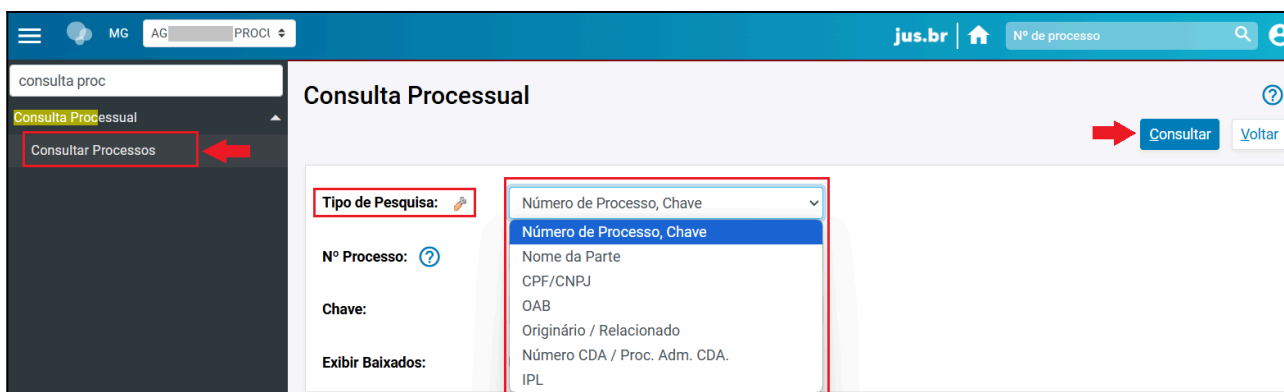 MG
AG PROCU
jus.br
Nº de processo
consulta proc
Consulta Processual
Consultar Processos
Consulta Processual
Consultar
Voltar
Tipo de Pesquisa:
Número de Processo, Chave
Número de Processo, Chave
Nome da Parte
CPF/CNPJ
OAB
Originário / Relacionado
Número CDA / Proc. Adm. CDA.
IPL
Nº Processo:
Chave:
Exibir Baixados: